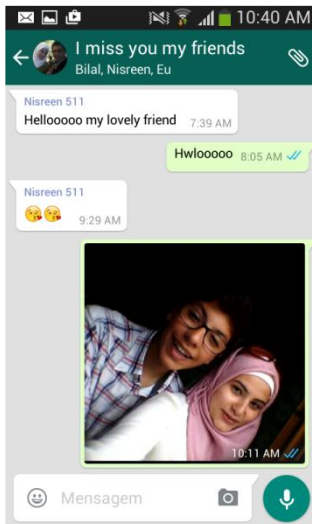 10:40 AM
I miss you my friends
Bilal, Nisreen, Eu
Nisreen 511
Hellooooo my lovely friend 7:39 AM
Hwlooooo 8:05 AM
Nisreen 511
😘😘 9:29 AM
10:11 AM
Mensagem